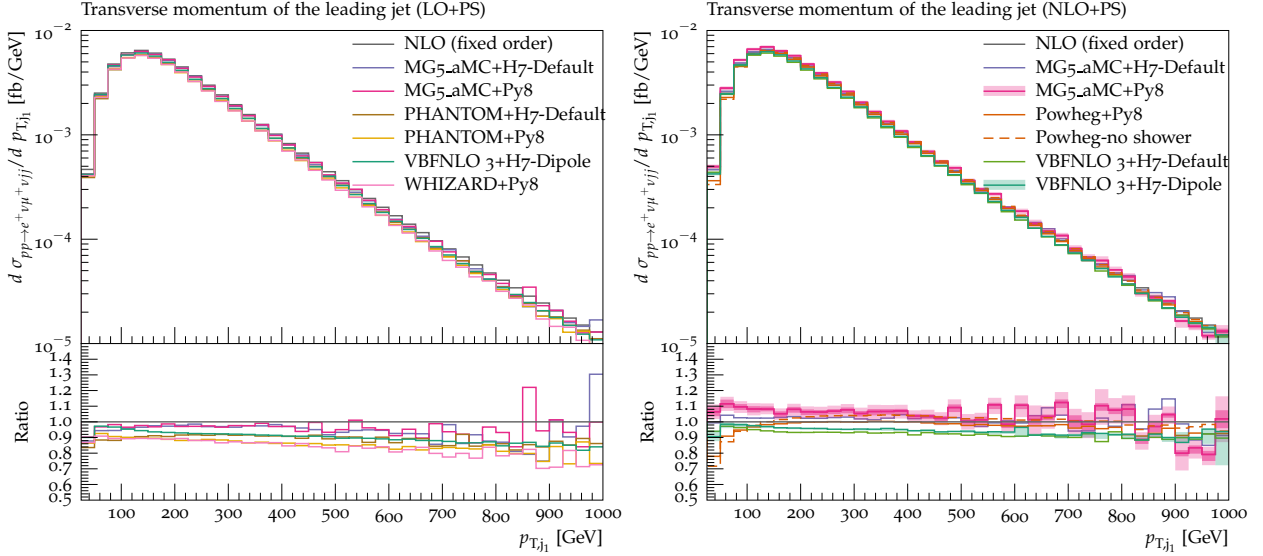 Transverse momentum of the leading jet (LO+PS)
NLO (fixed order)
MG5_aMC+H7-Default
MG5_aMC+Py8
PHANTOM+H7-Default
PHANTOM+Py8
VBFNLO 3+H7-Dipole
WHIZARD+Py8
10⁻²
10⁻³
10⁻⁴
10⁻⁵
d σ_{pp→e⁺νμ⁺νjj}/d p_{T,j₁} [fb/GeV]
1.4
1.3
1.2
1.1
1.0
0.9
0.8
0.7
0.6
0.5
Ratio
100 200 300 400 500 600 700 800 900 1000
p_{T,j₁} [GeV]
Transverse momentum of the leading jet (NLO+PS)
NLO (fixed order)
MG5_aMC+H7-Default
MG5_aMC+Py8
Powheg+Py8
Powheg-no shower
VBFNLO 3+H7-Default
VBFNLO 3+H7-Dipole
10⁻²
10⁻³
10⁻⁴
10⁻⁵
d σ_{pp→e⁺νμ⁺νjj}/d p_{T,j₁} [fb/GeV]
1.4
1.3
1.2
1.1
1.0
0.9
0.8
0.7
0.6
0.5
Ratio
100 200 300 400 500 600 700 800 900 1000
p_{T,j₁} [GeV]